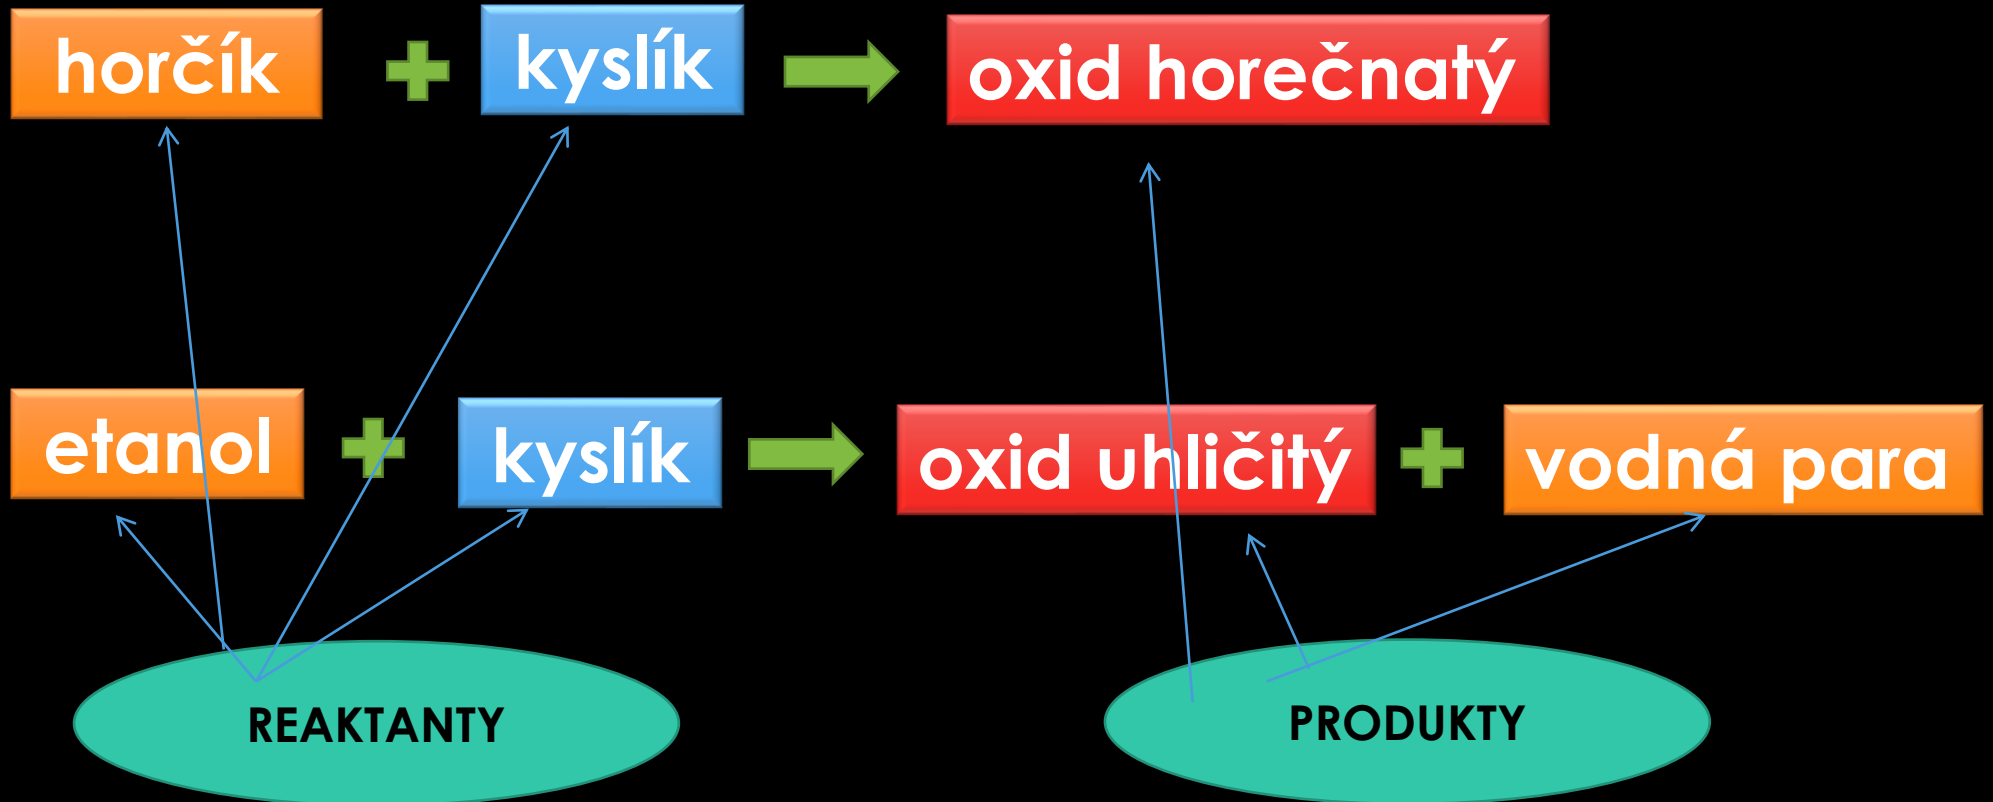 horčík + kyslík oxid horečnatý
etanol + kyslík oxid uhličitý + vodná para
REAKTANTY
PRODUKTY